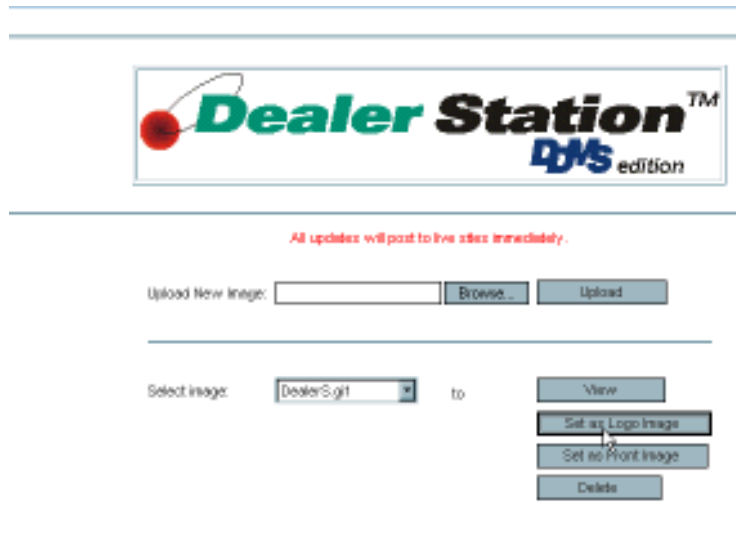 Dealer Station™
DDMS edition
All updates will post to live sites immediately.
Upload New Image: Browse... Upload
Select image: DealerS.gif to View
Set as Logo Image
Set as Front Image
Delete